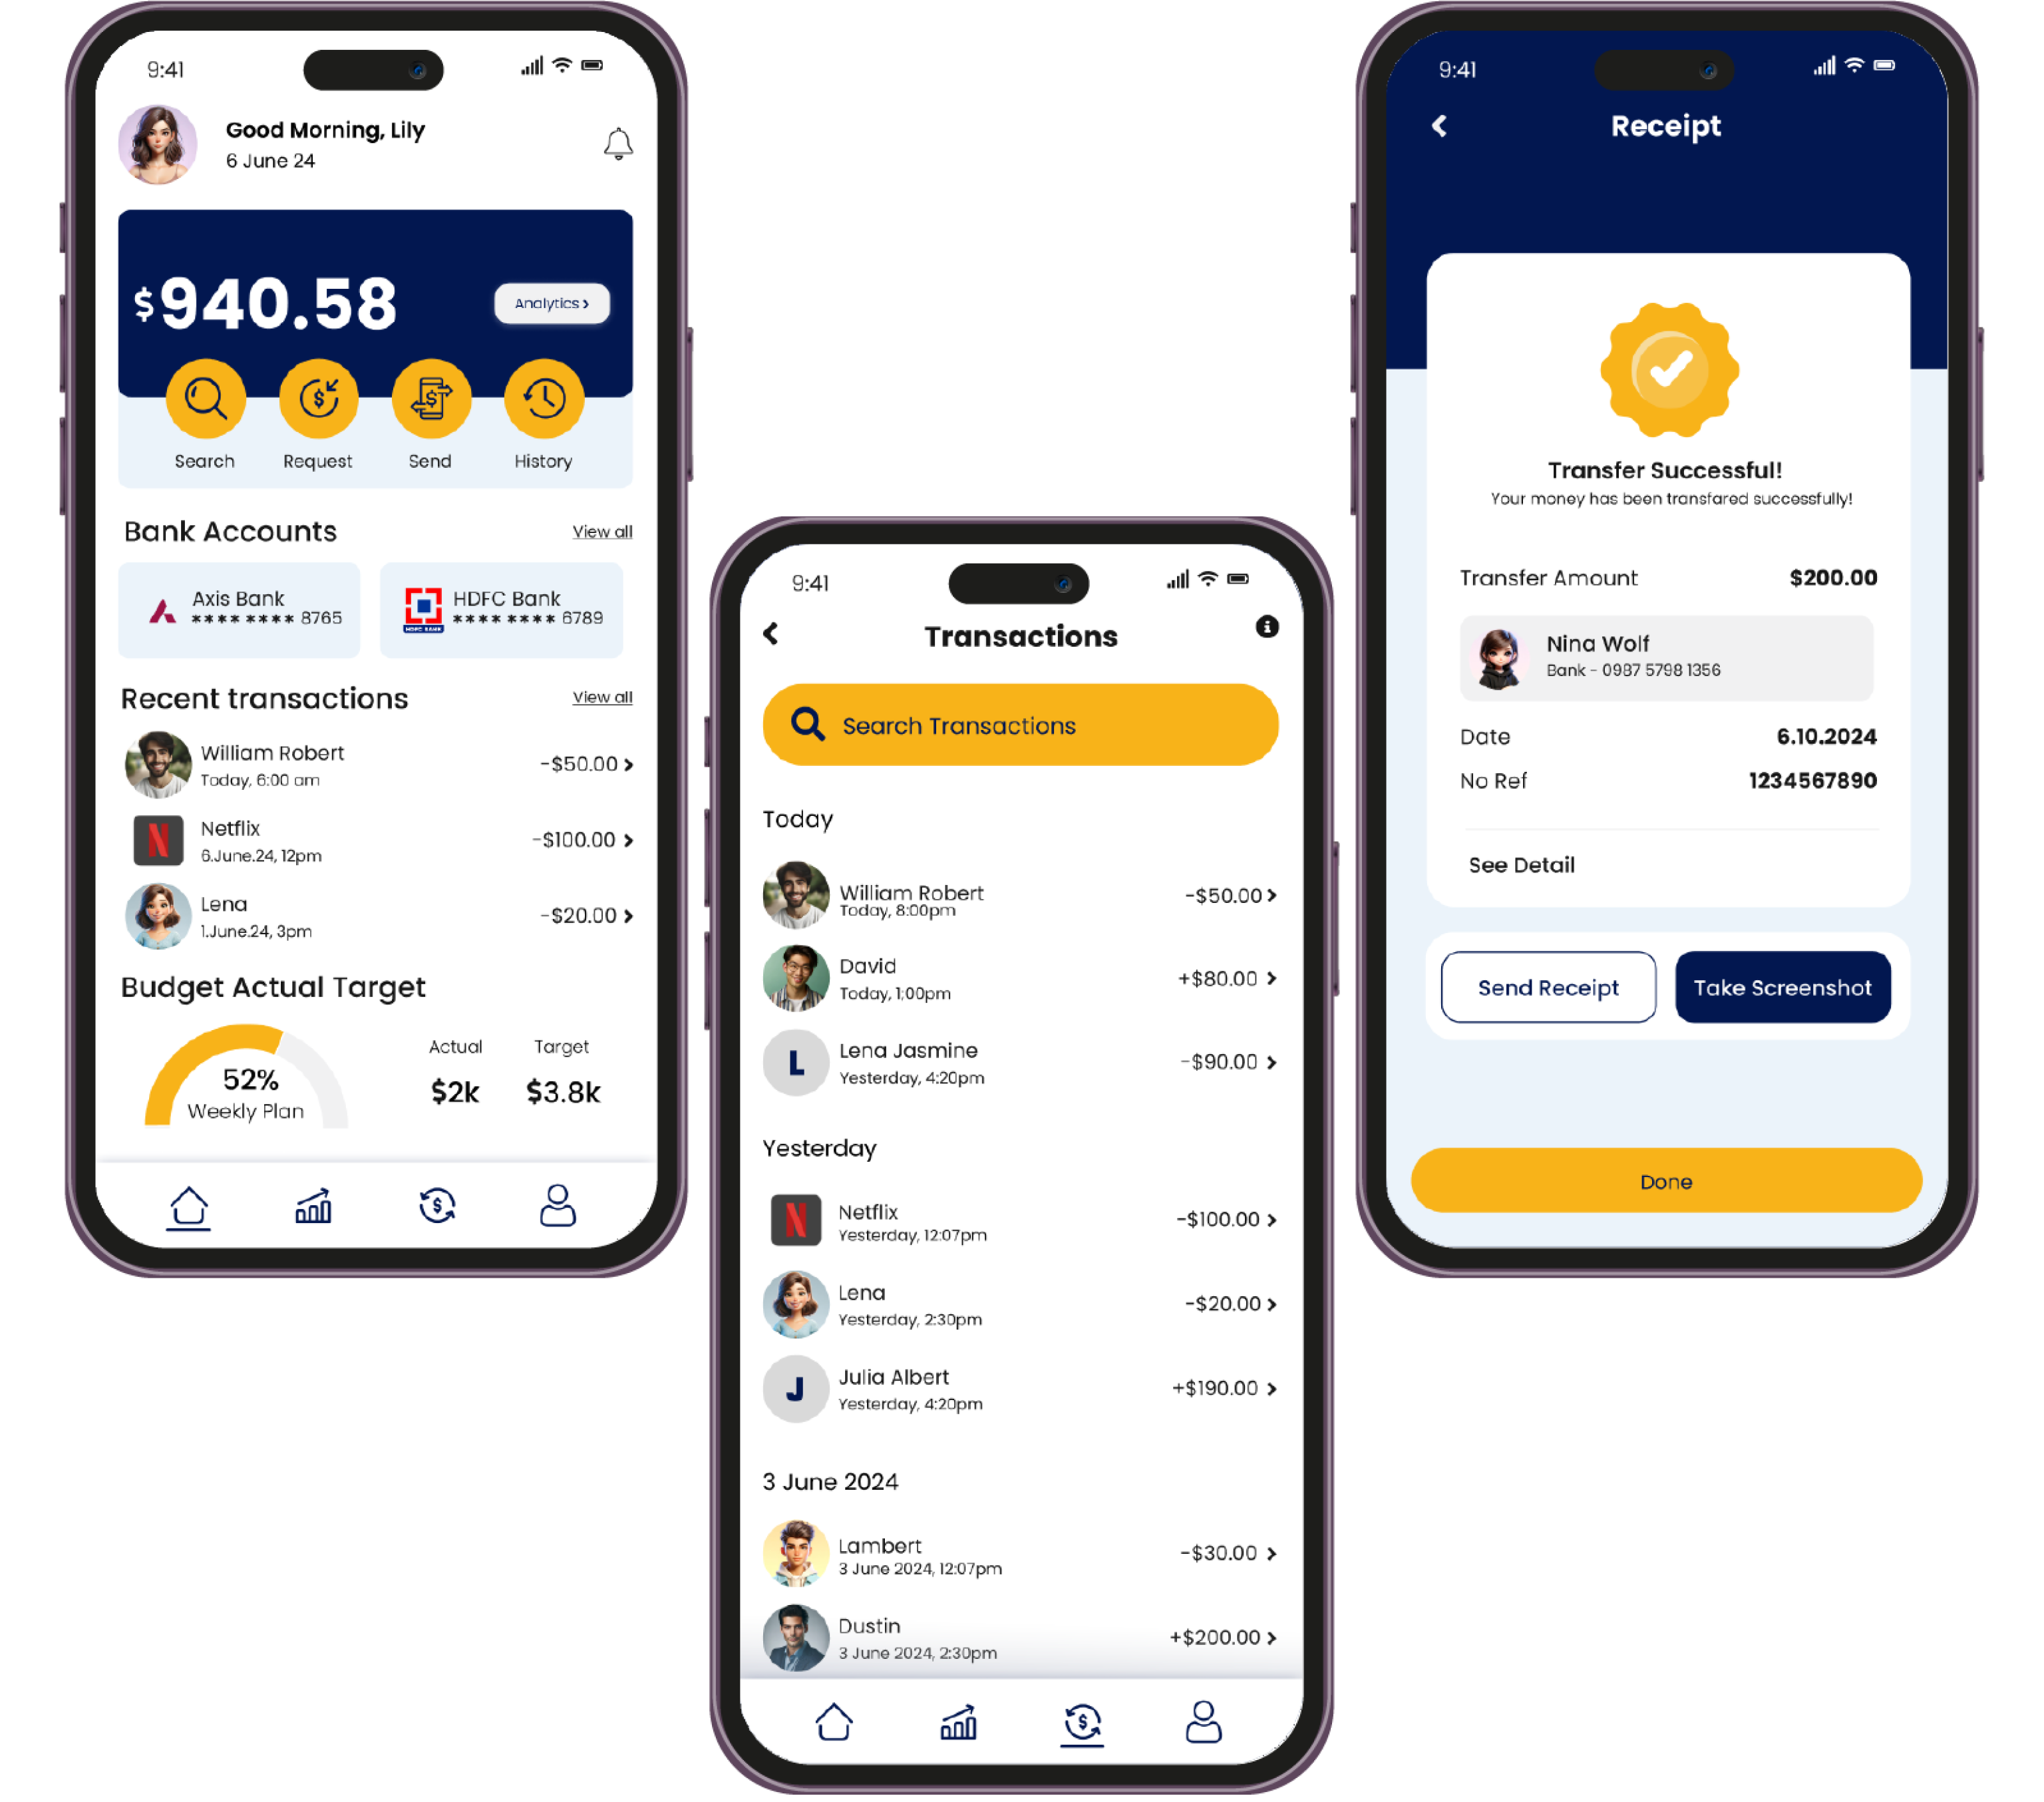 9:41
Good Morning, Lily
6 June 24
$940.58
Analytics
Search Request Send History
Bank Accounts View all
Axis Bank
**** **** 8765
HDFC Bank
**** **** 6789
HDFC BANK
Recent transactions View all
William Robert
Today, 6:00 am
-$50.00
Netflix
6.June.24, 12pm
-$100.00
Lena
1.June.24, 3pm
-$20.00
Budget Actual Target
52%
Weekly Plan
Actual Target
$2k $3.8k
9:41
Transactions
Search Transactions
Today
William Robert
Today, 8:00pm
-$50.00
David
Today, 1:00pm
+$80.00
L
Lena Jasmine
Yesterday, 4:20pm
-$90.00
Yesterday
N
Netflix
Yesterday, 12:07pm
-$100.00
Lena
Yesterday, 2:30pm
-$20.00
J
Julia Albert
Yesterday, 4:20pm
+$190.00
3 June 2024
Lambert
3 June 2024, 12:07pm
-$30.00
Dustin
3 June 2024, 2:30pm
+$200.00
9:41
Receipt
Transfer Successful!
Your money has been transfared successfully!
Transfer Amount $200.00
Nina Wolf
Bank - 0987 5798 1356
Date 6.10.2024
No Ref 1234567890
See Detail
Send Receipt Take Screenshot
Done